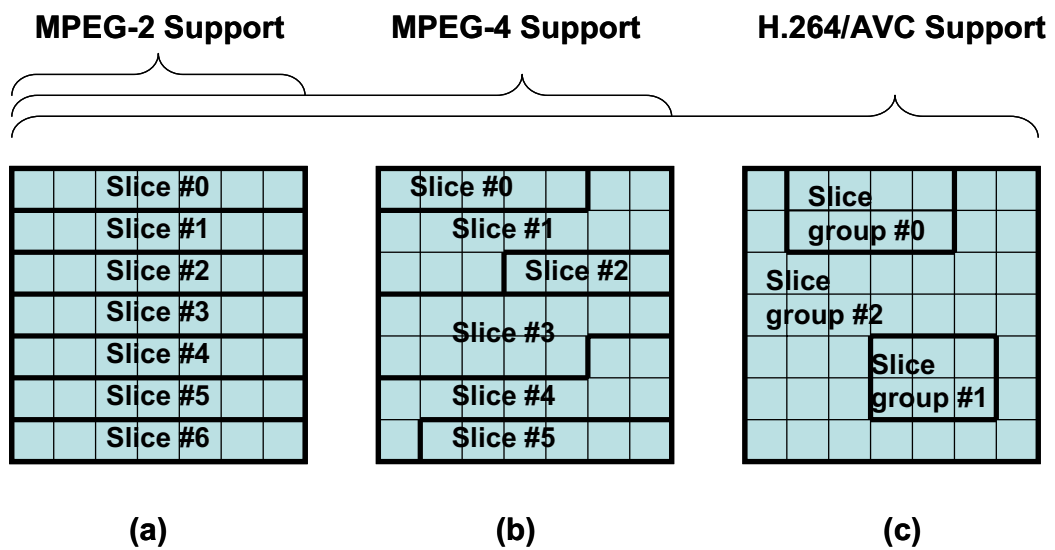 MPEG-2 Support
MPEG-4 Support
H.264/AVC Support
Slice #0
Slice #1
Slice #2
Slice #3
Slice #4
Slice #5
Slice #6
Slice #0
Slice #1
Slice #2
Slice #3
Slice #4
Slice #5
Slice
group #0
Slice
group #2
Slice
group #1
(a)
(b)
(c)